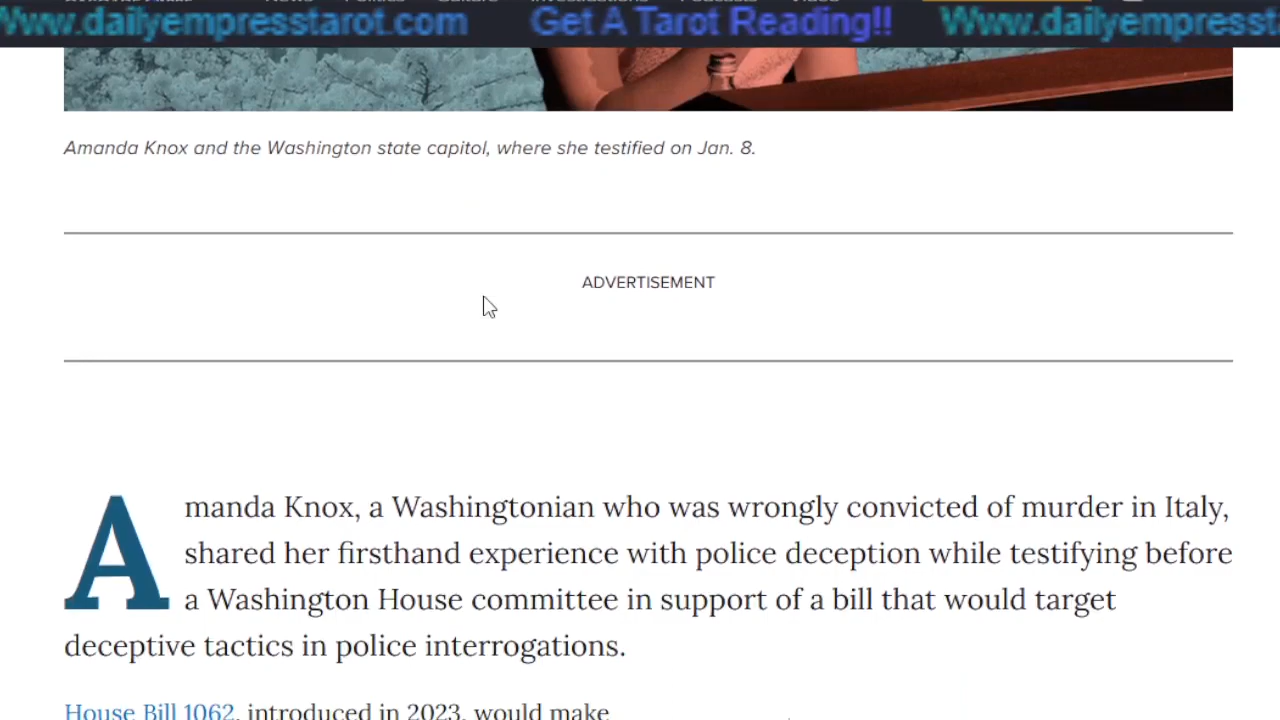 Www.dailyempresstarot.com Get A Tarot Reading!! Www.dailyempresst
Amanda Knox and the Washington state capitol, where she testified on Jan. 8.
ADVERTISEMENT
Amanda Knox, a Washingtonian who was wrongly convicted of murder in Italy,
shared her firsthand experience with police deception while testifying before
a Washington House committee in support of a bill that would target
deceptive tactics in police interrogations.
House Bill 1062, introduced in 2023, would make